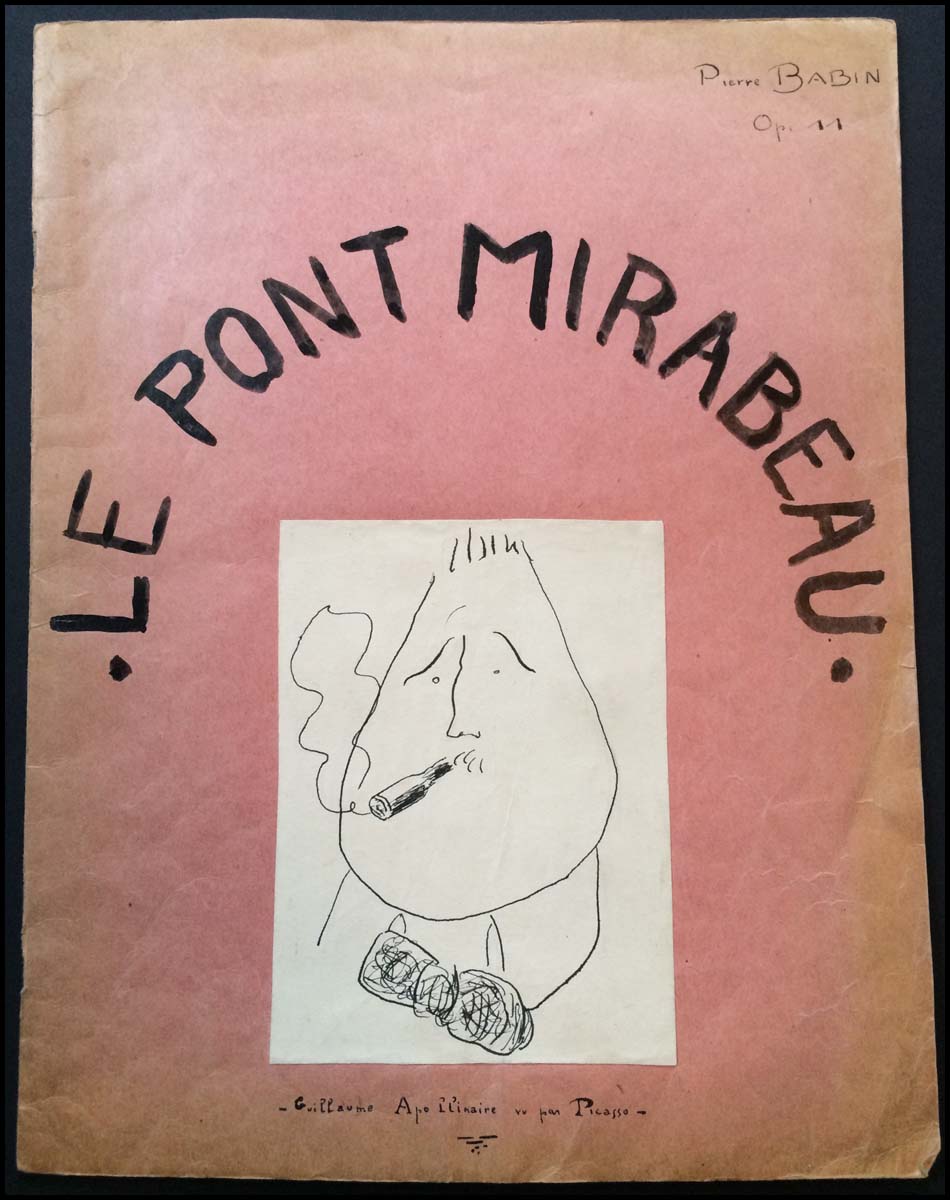 Pierre BABIN
Op. 11
• LE PONT MIRABEAU •
- Guillaume Apollinaire vu par Picasso -